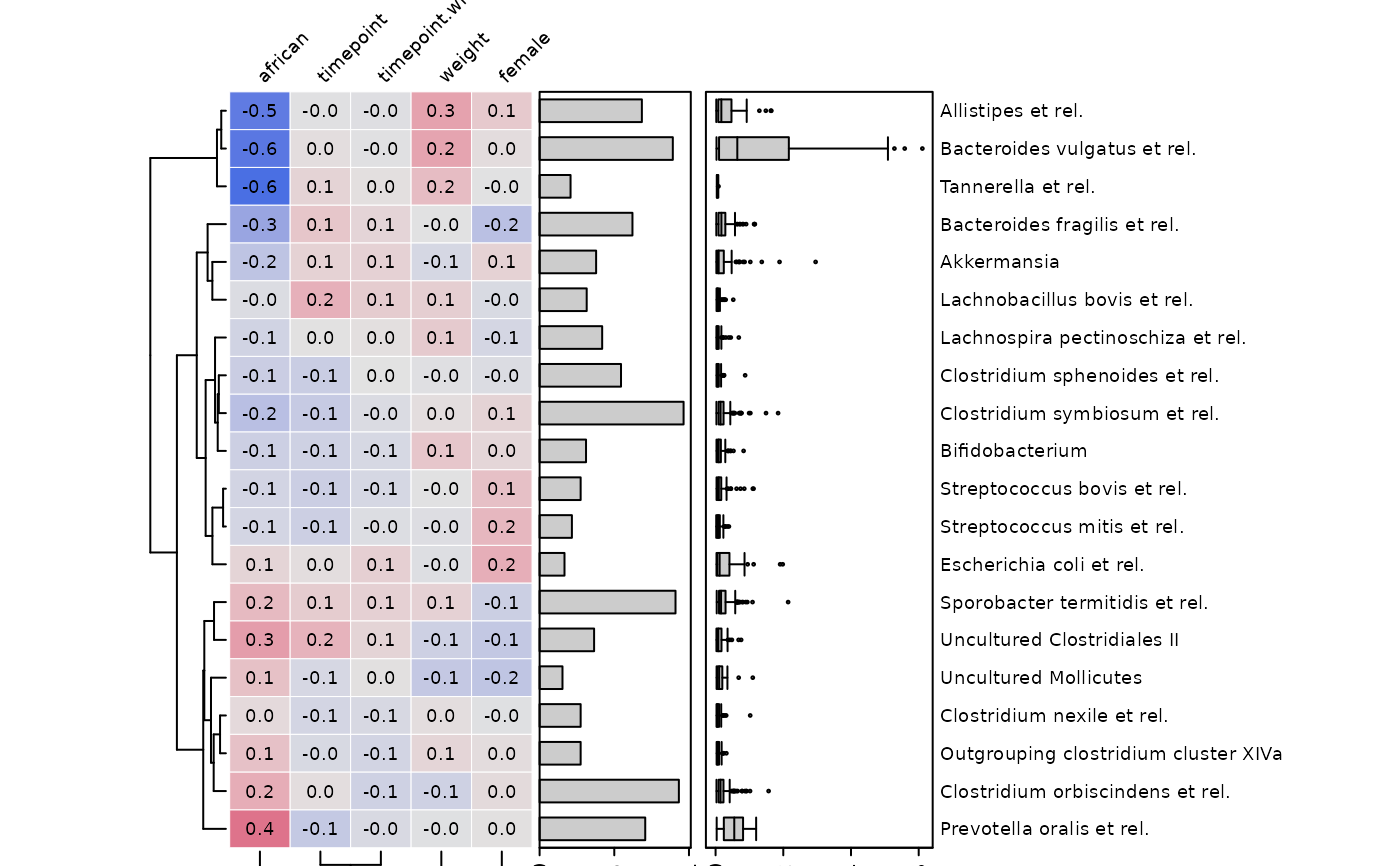 african timepoint weight female
-0.5 -0.0 -0.0 0.3 0.1 Allistipes et rel.
-0.6 0.0 -0.0 0.2 0.0 Bacteroides vulgatus et rel.
-0.6 0.1 0.0 0.2 -0.0 Tannerella et rel.
-0.3 0.1 0.1 -0.0 -0.2 Bacteroides fragilis et rel.
-0.2 0.1 0.1 -0.1 0.1 Akkermansia
-0.0 0.2 0.1 0.1 -0.0 Lachnobacillus bovis et rel.
-0.1 0.0 0.0 0.1 -0.1 Lachnospira pectinoschiza et rel.
-0.1 -0.1 0.0 -0.0 -0.0 Clostridium sphenoides et rel.
-0.2 -0.1 -0.0 0.0 0.1 Clostridium symbiosum et rel.
-0.1 -0.1 -0.1 0.1 0.0 Bifidobacterium
-0.1 -0.1 -0.1 -0.0 0.1 Streptococcus bovis et rel.
-0.1 -0.1 -0.0 -0.0 0.2 Streptococcus mitis et rel.
0.1 0.0 0.1 -0.0 0.2 Escherichia coli et rel.
0.2 0.1 0.1 0.1 -0.1 Sporobacter termitidis et rel.
0.3 0.2 0.1 -0.1 -0.1 Uncultured Clostridiales II
0.1 -0.1 0.0 -0.1 -0.2 Uncultured Mollicutes
0.0 -0.1 -0.1 0.0 -0.0 Clostridium nexile et rel.
0.1 -0.0 -0.1 0.1 0.0 Outgrouping clostridium cluster XIVa
0.2 0.0 -0.1 -0.1 0.0 Clostridium orbiscindens et rel.
0.4 -0.1 -0.0 -0.0 0.0 Prevotella oralis et rel.